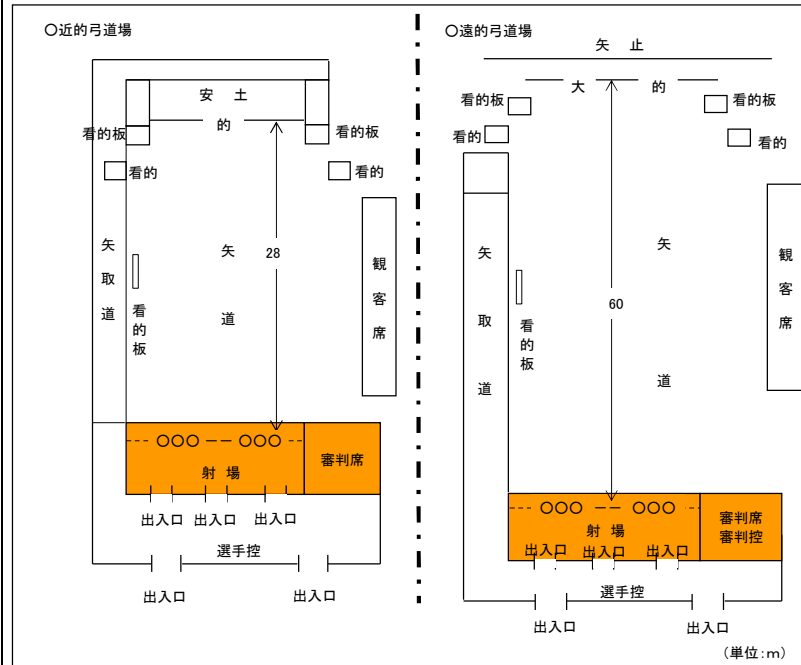 ○近的弓道場
安土
的
看的板
看的板
看的
看的
矢取道
看的板
矢道
28
観客席
射場
審判席
出入口
出入口
出入口
選手控
出入口
出入口
○遠的弓道場
矢止
大的
看的板
看的板
看的
看的
矢取道
看的板
矢道
60
観客席
射場
審判席
審判控
出入口
出入口
出入口
選手控
出入口
出入口
（単位：m）